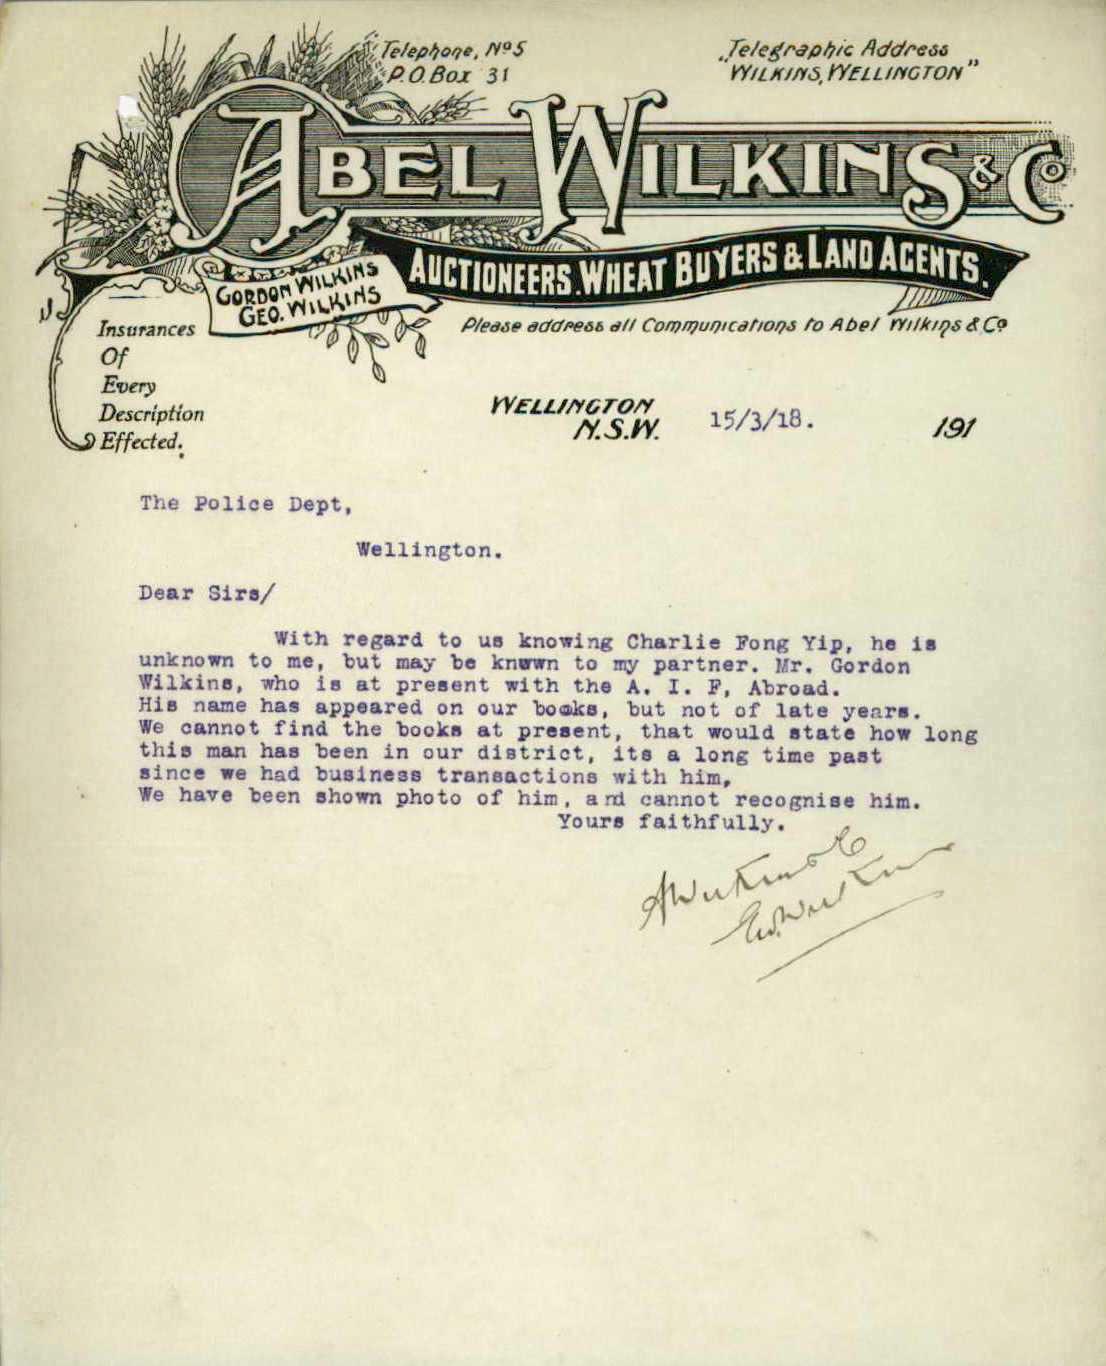 Telephone, Nº 5
P.O. Box 31
"Telegraphic Address
WILKINS, WELLINGTON"
ABEL WILKINS & Cº
AUCTIONEERS. WHEAT BUYERS & LAND AGENTS.
GORDON WILKINS
GEO. WILKINS
Please address all Communications to Abel Wilkins & Cº
Insurances
Of
Every
Description
Effected.
WELLINGTON
N.S.W. 15/3/18. 191
The Police Dept,
Wellington.
Dear Sirs/
With regard to us knowing Charlie Fong Yip, he is
unknown to me, but may be knwwn to my partner. Mr. Gordon
Wilkins, who is at present with the A. I. F, Abroad.
His name has appeared on our books, but not of late years.
We cannot find the books at present, that would state how long
this man has been in our district, its a long time past
since we had business transactions with him,
We have been shown photo of him, and cannot recognise him.
Yours faithfully.